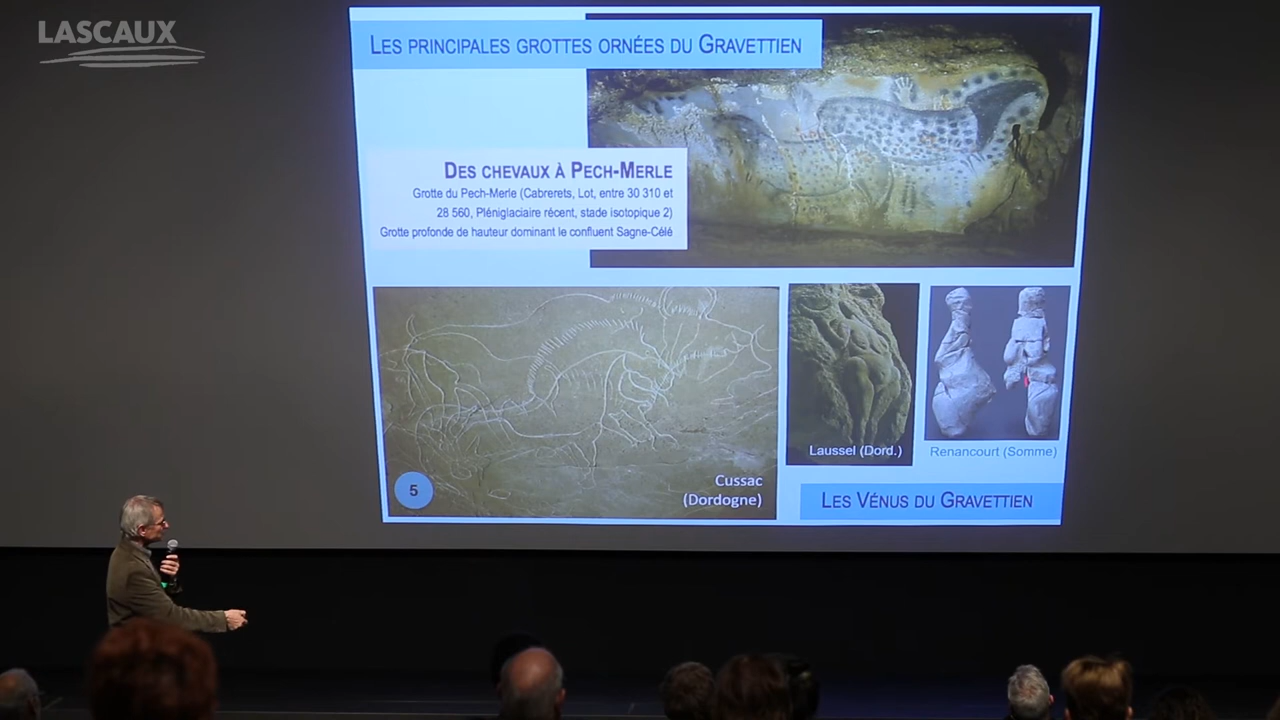 LASCAUX
LES PRINCIPALES GROTTES ORNÉES DU GRAVETTIEN
DES CHEVAUX À PECH-MERLE
Grotte du Pech-Merle (Cabrerets, Lot, entre 30 310 et
28 560, Pléniglaciaire récent, stade isotopique 2)
Grotte profonde de hauteur dominant le confluent Sagne-Célé
5
Cussac
(Dordogne)
Laussel (Dord.)
Renancourt (Somme)
LES VÉNUS DU GRAVETTIEN